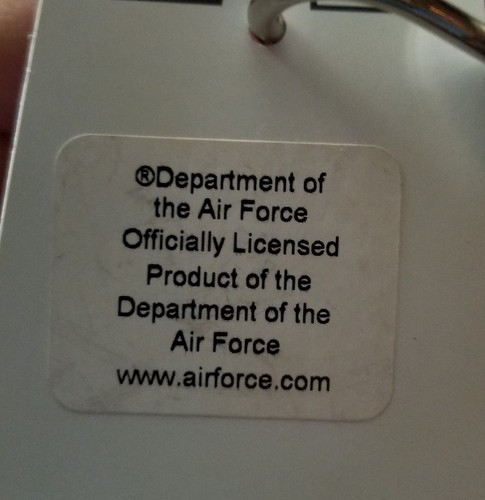 ®Department of
the Air Force
Officially Licensed
Product of the
Department of the
Air Force
www.airforce.com